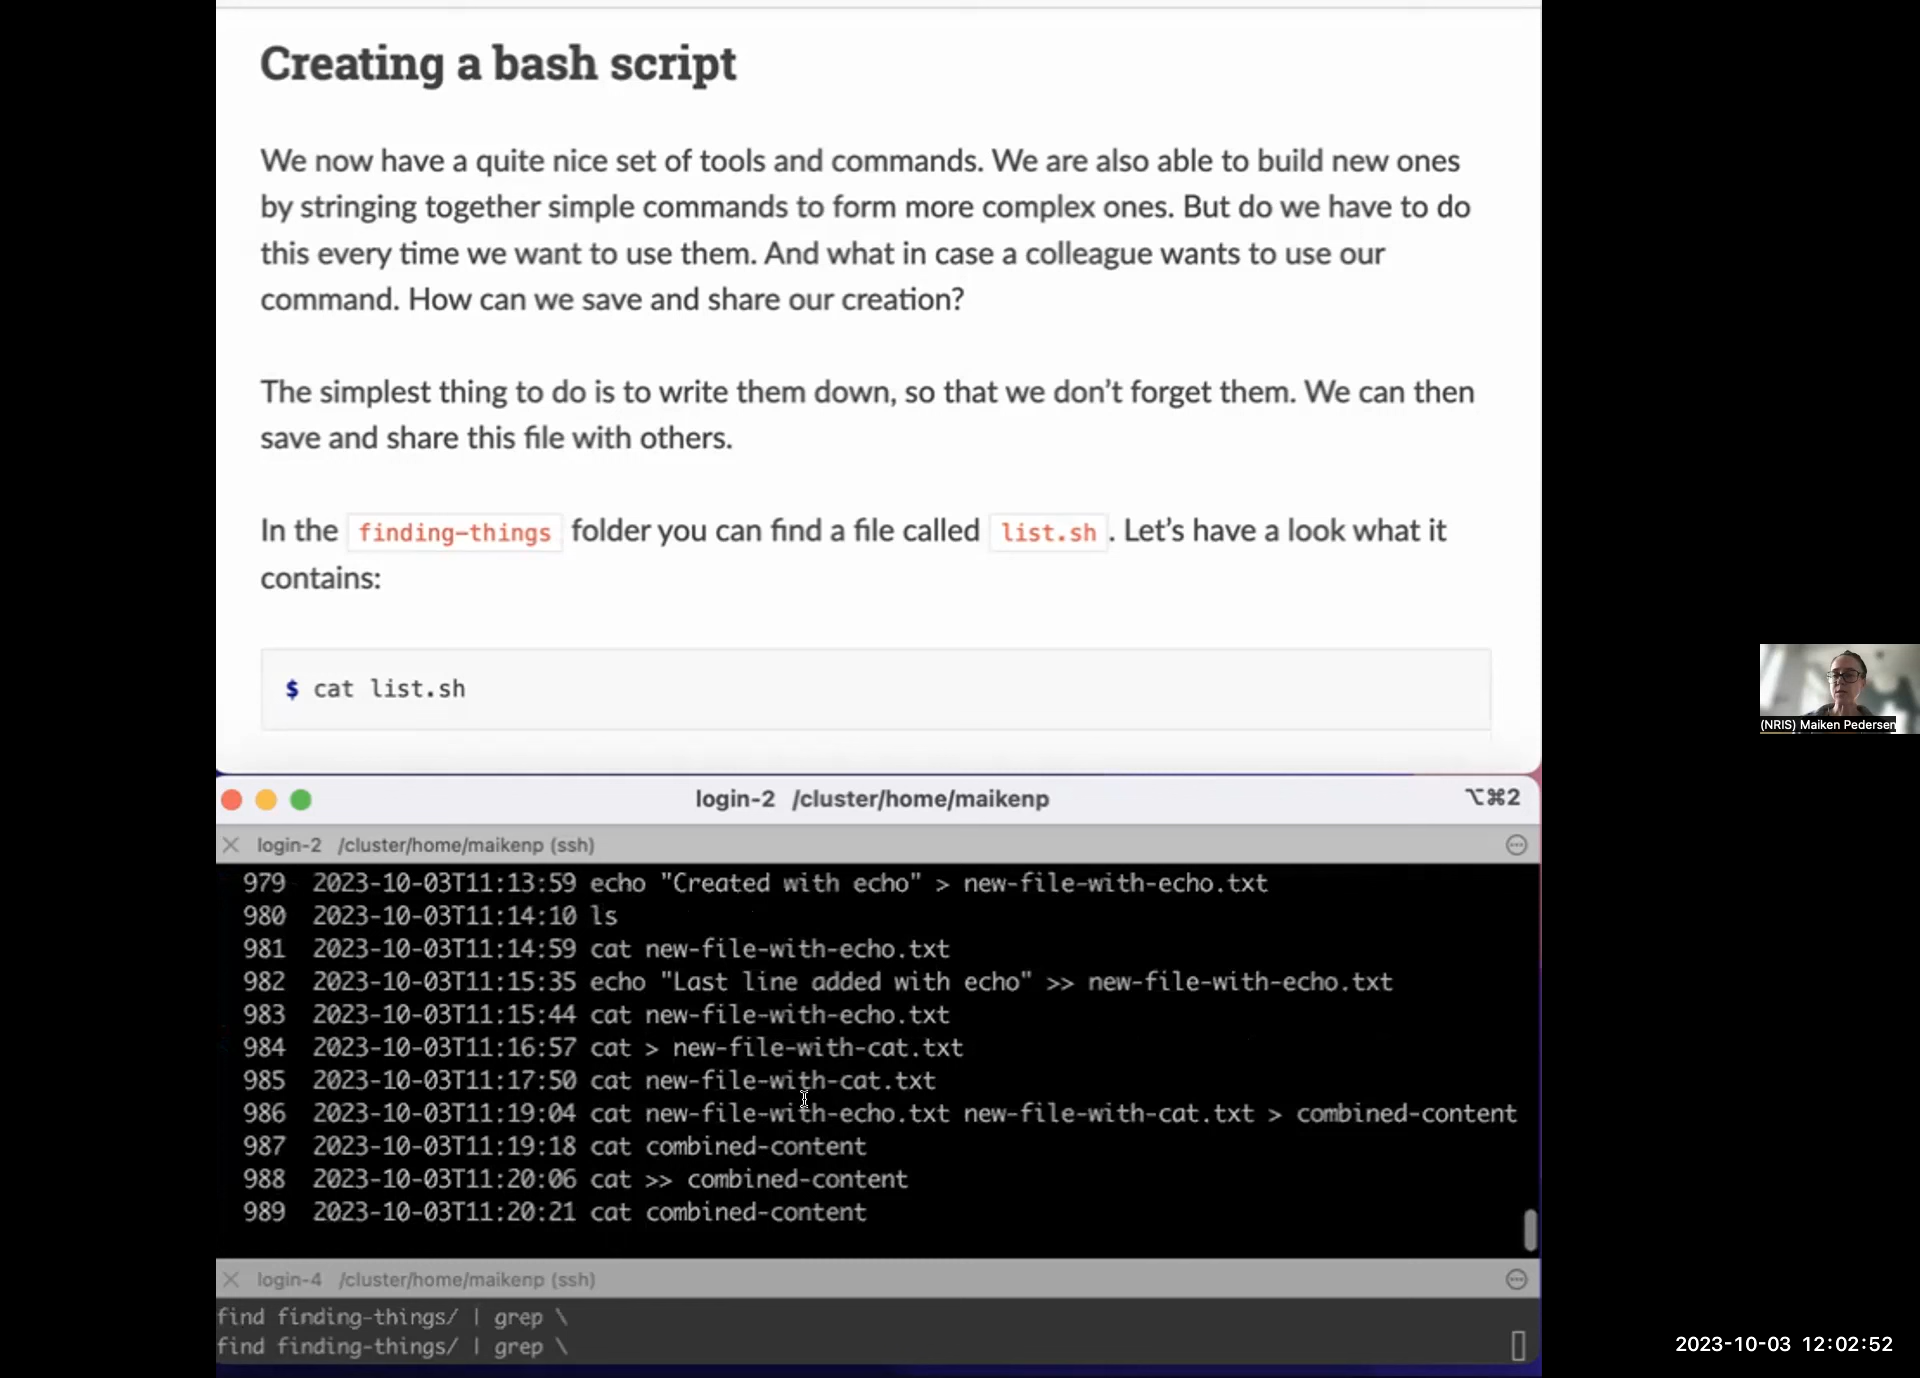 Creating a bash script
We now have a quite nice set of tools and commands. We are also able to build new ones
by stringing together simple commands to form more complex ones. But do we have to do
this every time we want to use them. And what in case a colleague wants to use our
command. How can we save and share our creation?
The simplest thing to do is to write them down, so that we don’t forget them. We can then
save and share this file with others.
In the finding-things folder you can find a file called list.sh. Let’s have a look what it
contains:
$ cat list.sh
(NRIS) Maiken Pedersen
login-2 /cluster/home/maikenp ⌥⌘2
login-2 /cluster/home/maikenp (ssh)
979 2023-10-03T11:13:59 echo "Created with echo" > new-file-with-echo.txt
980 2023-10-03T11:14:10 ls
981 2023-10-03T11:14:59 cat new-file-with-echo.txt
982 2023-10-03T11:15:35 echo "Last line added with echo" >> new-file-with-echo.txt
983 2023-10-03T11:15:44 cat new-file-with-echo.txt
984 2023-10-03T11:16:57 cat > new-file-with-cat.txt
985 2023-10-03T11:17:50 cat new-file-with-cat.txt
986 2023-10-03T11:19:04 cat new-file-with-echo.txt new-file-with-cat.txt > combined-content
987 2023-10-03T11:19:18 cat combined-content
988 2023-10-03T11:20:06 cat >> combined-content
989 2023-10-03T11:20:21 cat combined-content
login-4 /cluster/home/maikenp (ssh)
find finding-things/ | grep \
find finding-things/ | grep \
2023-10-03 12:02:52